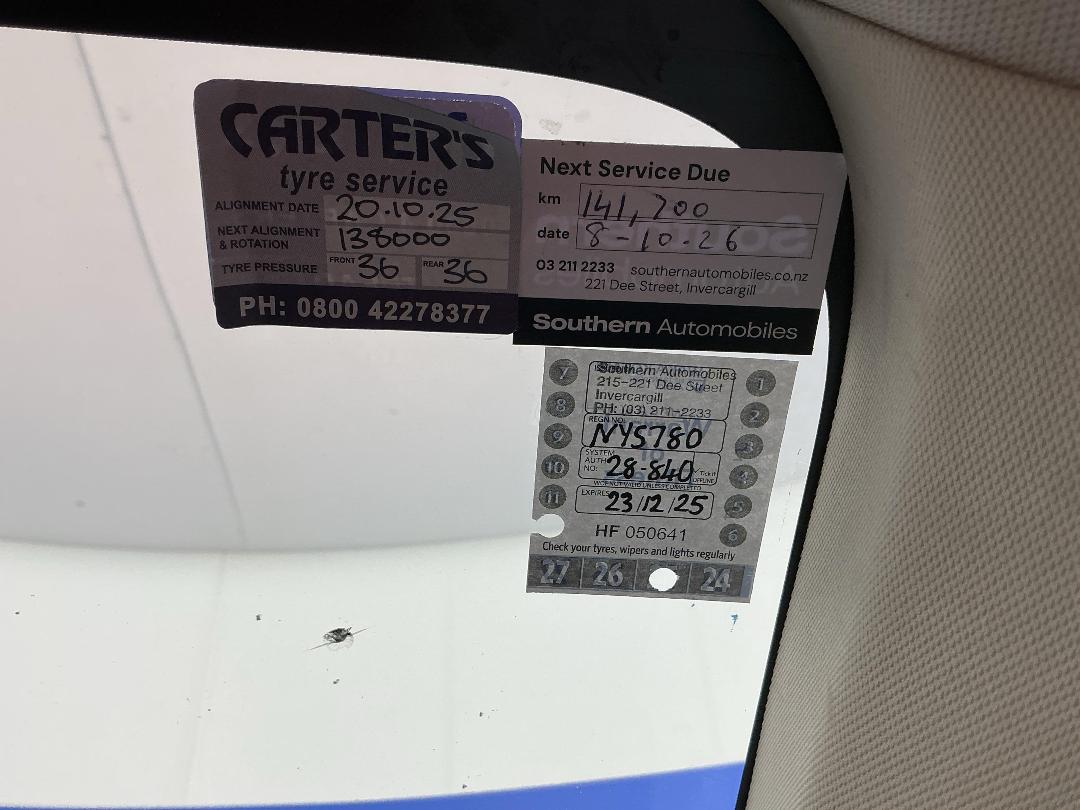 CARTER'S
tyre service
ALIGNMENT DATE 20.10.25
NEXT ALIGNMENT & ROTATION 138000
TYRE PRESSURE FRONT 36 REAR 36
PH: 0800 42278377
Next Service Due
km 141,700
date 8-10-26
03 211 2233 southernautomobiles.co.nz
221 Dee Street, Invercargill
Southern Automobiles
Southern Automobiles
215-221 Dee Street
Invercargill
PH: (03) 211-2233
REGN NO.
NYS780
SYSTEM AUTH NO: 28-840
EXPIRES 23/12/25
HF 050641
Check your tyres, wipers and lights regularly
7
8
9
10
11
1
2
3
4
5
6
27 26 24